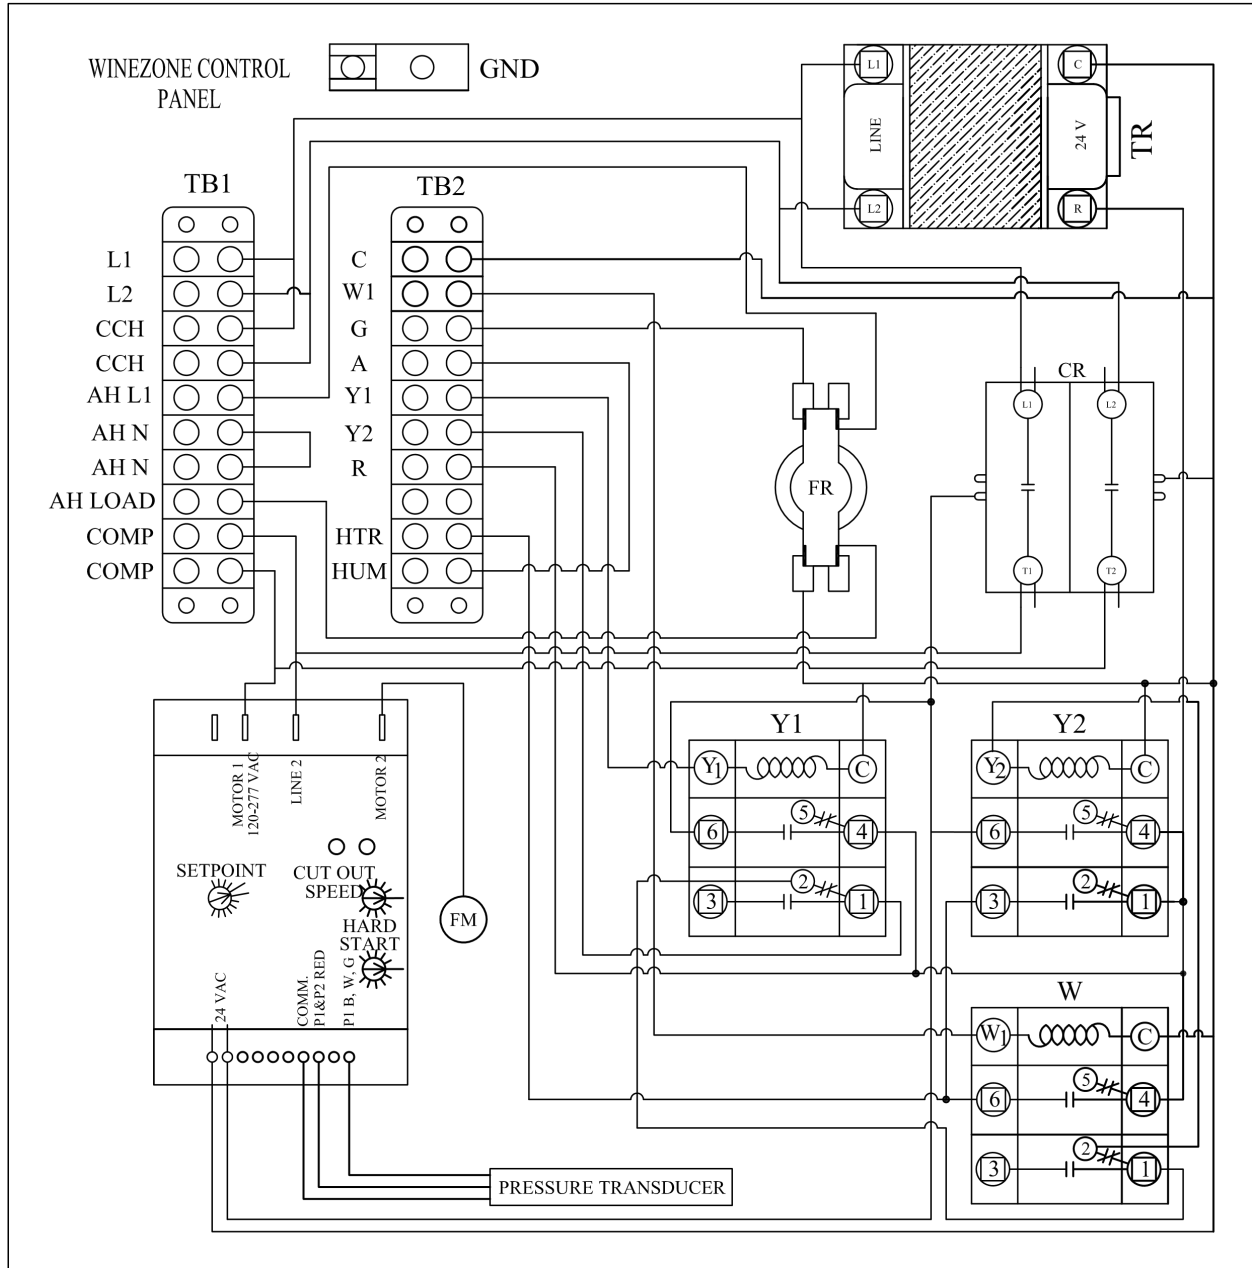 WINEZONE CONTROL
PANEL
GND
L1
C
LINE
24 V
TR
L2
R
TB1
TB2
L1
L2
CCH
CCH
AH L1
AH N
AH N
AH LOAD
COMP
COMP
C
W1
G
A
Y1
Y2
R
HTR
HUM
FR
CR
L1
L2
T1
T2
MOTOR 1
120-277 VAC
LINE 2
MOTOR 2
SETPOINT
CUT OUT
SPEED
HARD
START
24 VAC
COMM.
P1&P2 RED
P1 B, W, G
FM
PRESSURE TRANSDUCER
Y1
Y1
C
6
5
4
3
2
1
Y2
Y2
C
6
5
4
3
2
1
W
W1
C
6
5
4
3
2
1